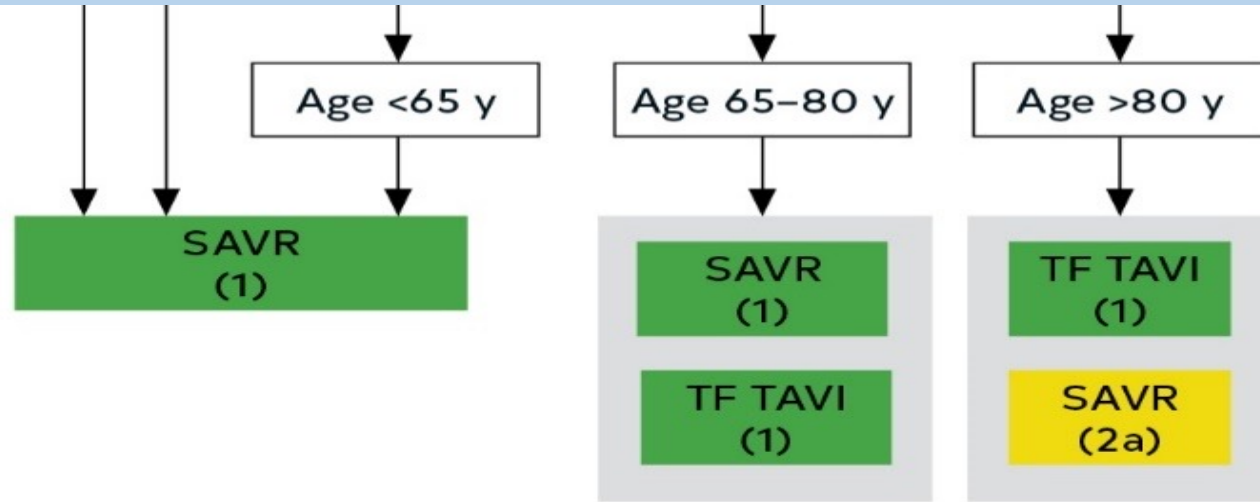 Age <65 y
Age 65–80 y
Age >80 y
SAVR
(1)
SAVR
(1)
TF TAVI
(1)
TF TAVI
(1)
SAVR
(2a)